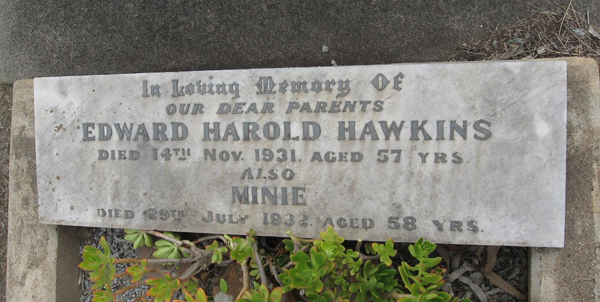 In Loving Memory Of
OUR DEAR PARENTS
EDWARD HAROLD HAWKINS
DIED 14TH NOV. 1931. AGED 57 YRS.
ALSO
MINIE
DIED 29TH JULY 1932 AGED 58 YRS.